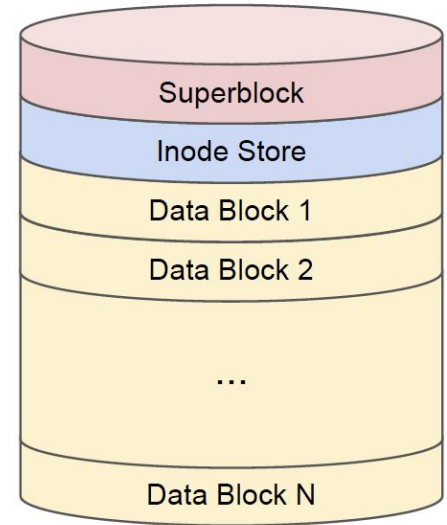 Superblock
Inode Store
Data Block 1
Data Block 2
...
Data Block N